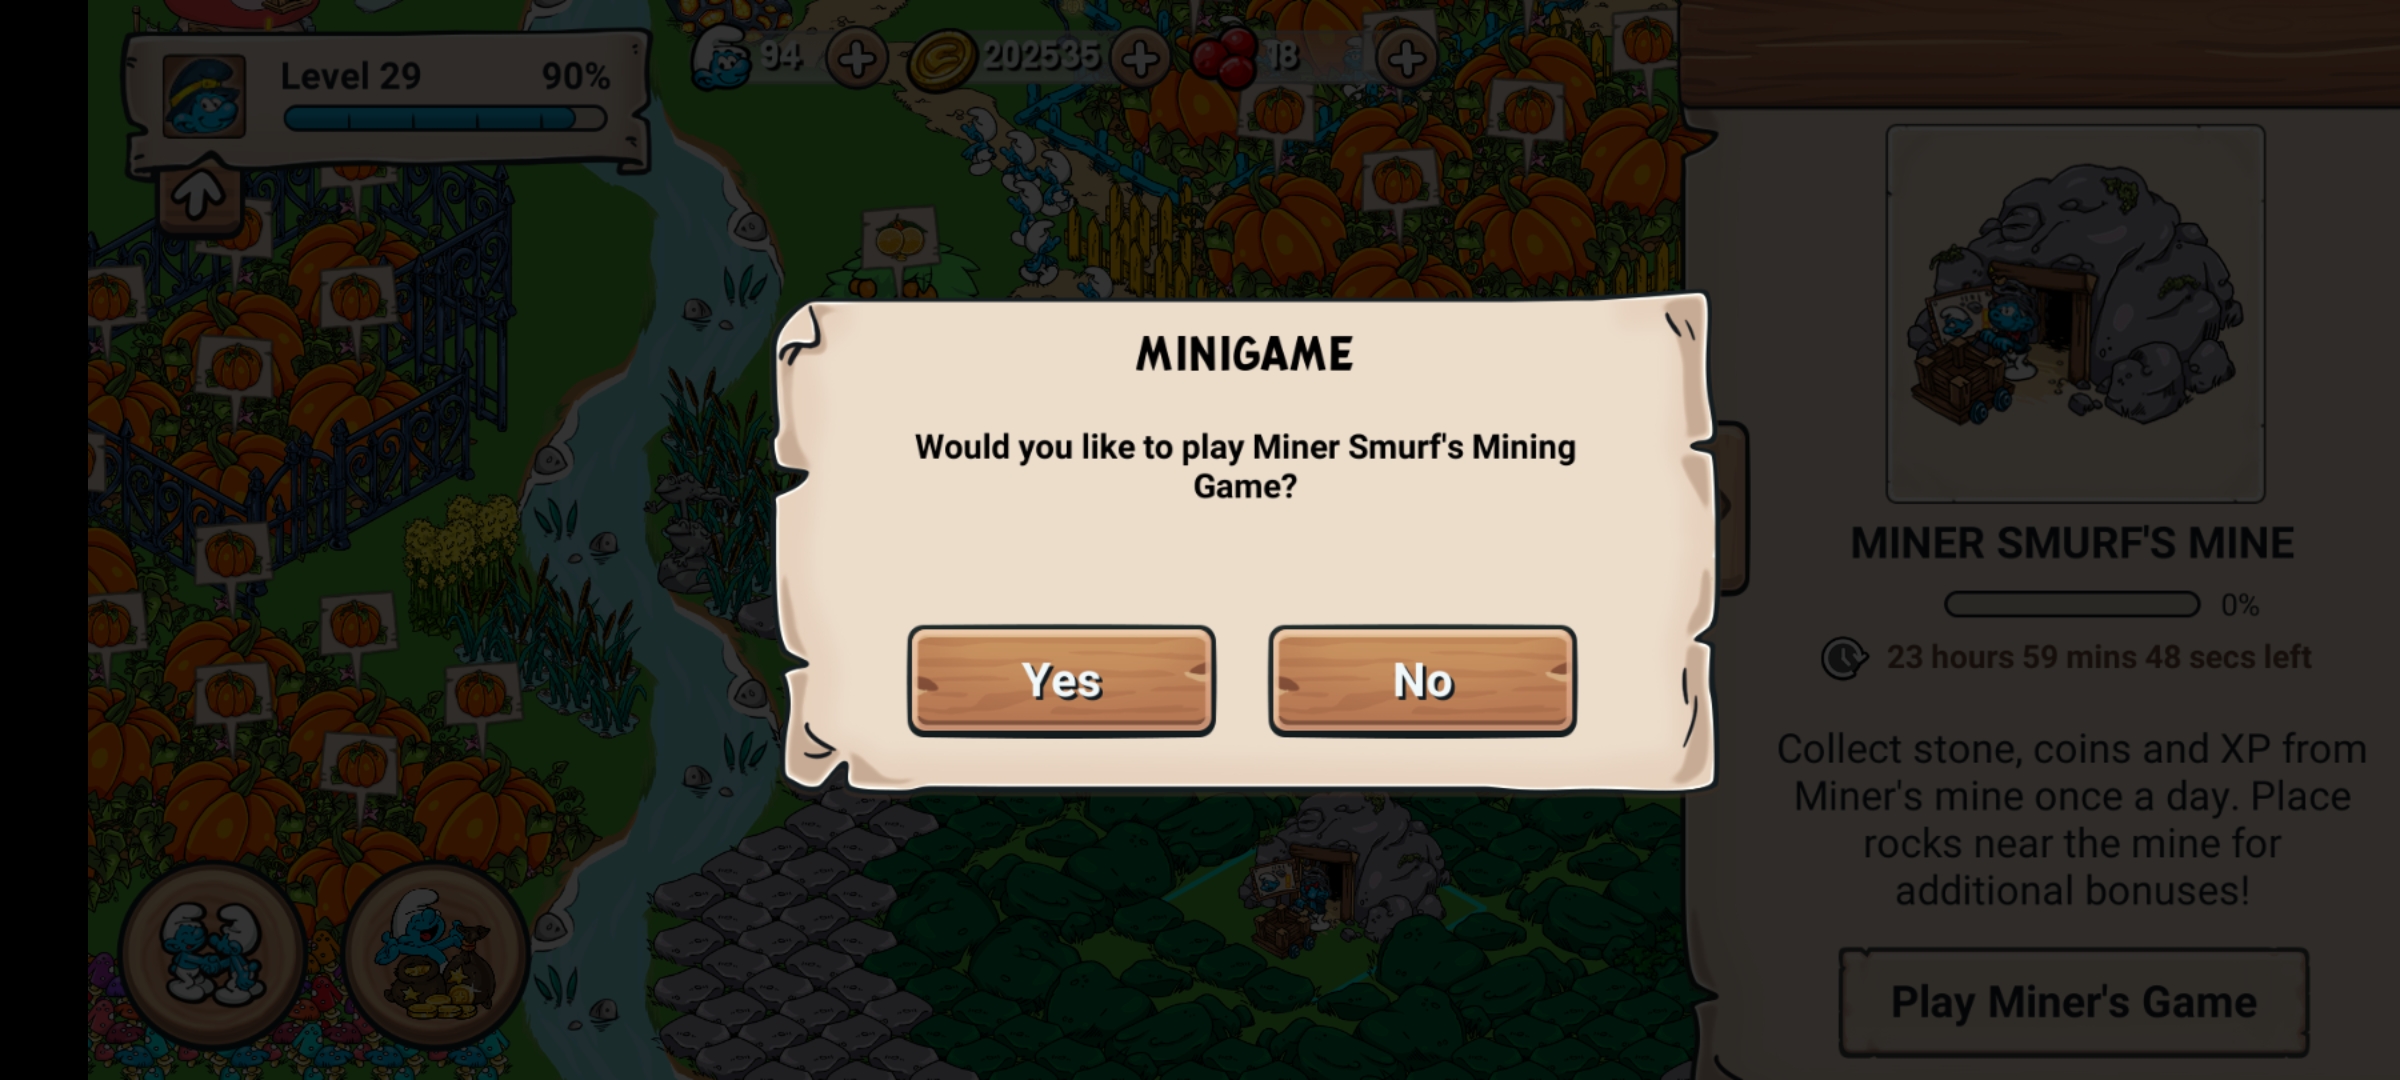 Level 29 90%
94 202535 18
MINIGAME
Would you like to play Miner Smurf's Mining
Game?
Yes No
MINER SMURF'S MINE
0%
23 hours 59 mins 48 secs left
Collect stone, coins and XP from
Miner's mine once a day. Place
rocks near the mine for
additional bonuses!
Play Miner's Game